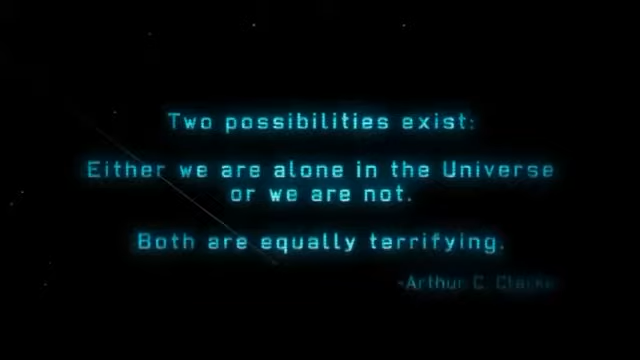 Two possibilities exist:
Either we are alone in the Universe
or we are not.
Both are equally terrifying.
-Arthur C. Clarke